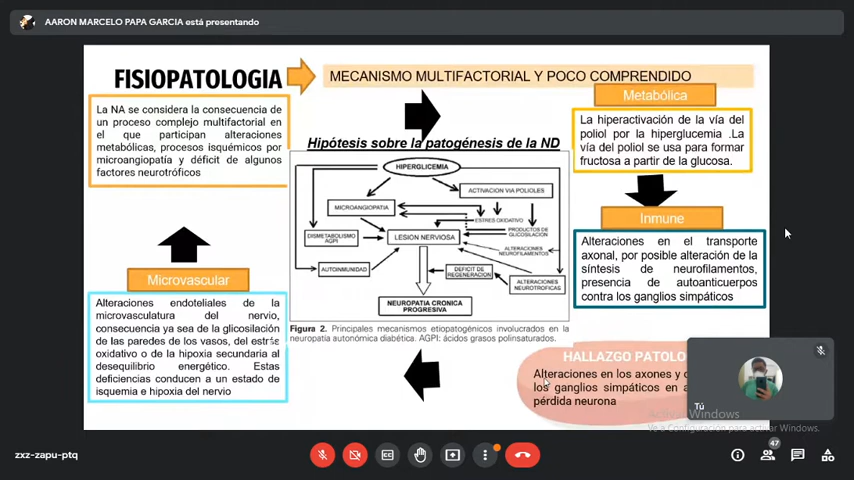 AARON MARCELO PAPA GARCIA está presentando
FISIOPATOLOGIA
MECANISMO MULTIFACTORIAL Y POCO COMPRENDIDO
La NA se considera la consecuencia de
un proceso complejo multifactorial en
el que participan alteraciones
metabólicas, procesos isquémicos por
microangiopatía y déficit de algunos
factores neurotróficos
Metabólica
La hiperactivación de la vía del
poliol por la hiperglucemia .La
vía del poliol se usa para formar
fructosa a partir de la glucosa.
Hipótesis sobre la patogénesis de la ND
HIPERGLICEMIA
ACTIVACION VIA POLIOLES
MICROANGIOPATIA
ESTRES OXIDATIVO
PRODUCTOS DE
GLICOSILACIÓN
DISMETABOLISMO
AGPI
LESION NERVIOSA
ALTERACIONES
NEUROFILAMENTOS
AUTOINMUNIDAD
DEFICIT DE
REGENERACION
ALTERACIONES
NEUROTROFICAS
NEUROPATIA CRONICA
PROGRESIVA
Figura 2. Principales mecanismos etiopatogénicos involucrados en la
neuropatía autonómica diabética. AGPI: ácidos grasos polinsaturados.
Inmune
Alteraciones en el transporte
axonal, por posible alteración de la
síntesis de neurofilamentos,
presencia de autoanticuerpos
contra los ganglios simpáticos
Microvascular
Alteraciones endoteliales de la
microvasculatura del nervio,
consecuencia ya sea de la glicosilación
de las paredes de los vasos, del estrés
oxidativo o de la hipoxia secundaria al
desequilibrio energético. Estas
deficiencias conducen a un estado de
isquemia e hipoxia del nervio
HALLAZGO PATOLO
Alteraciones en los axones y
los ganglios simpáticos en
pérdida neurona
Tú
Activar Windows
Ve a Configuración para activar Windows.
zxz-zapu-ptq
47